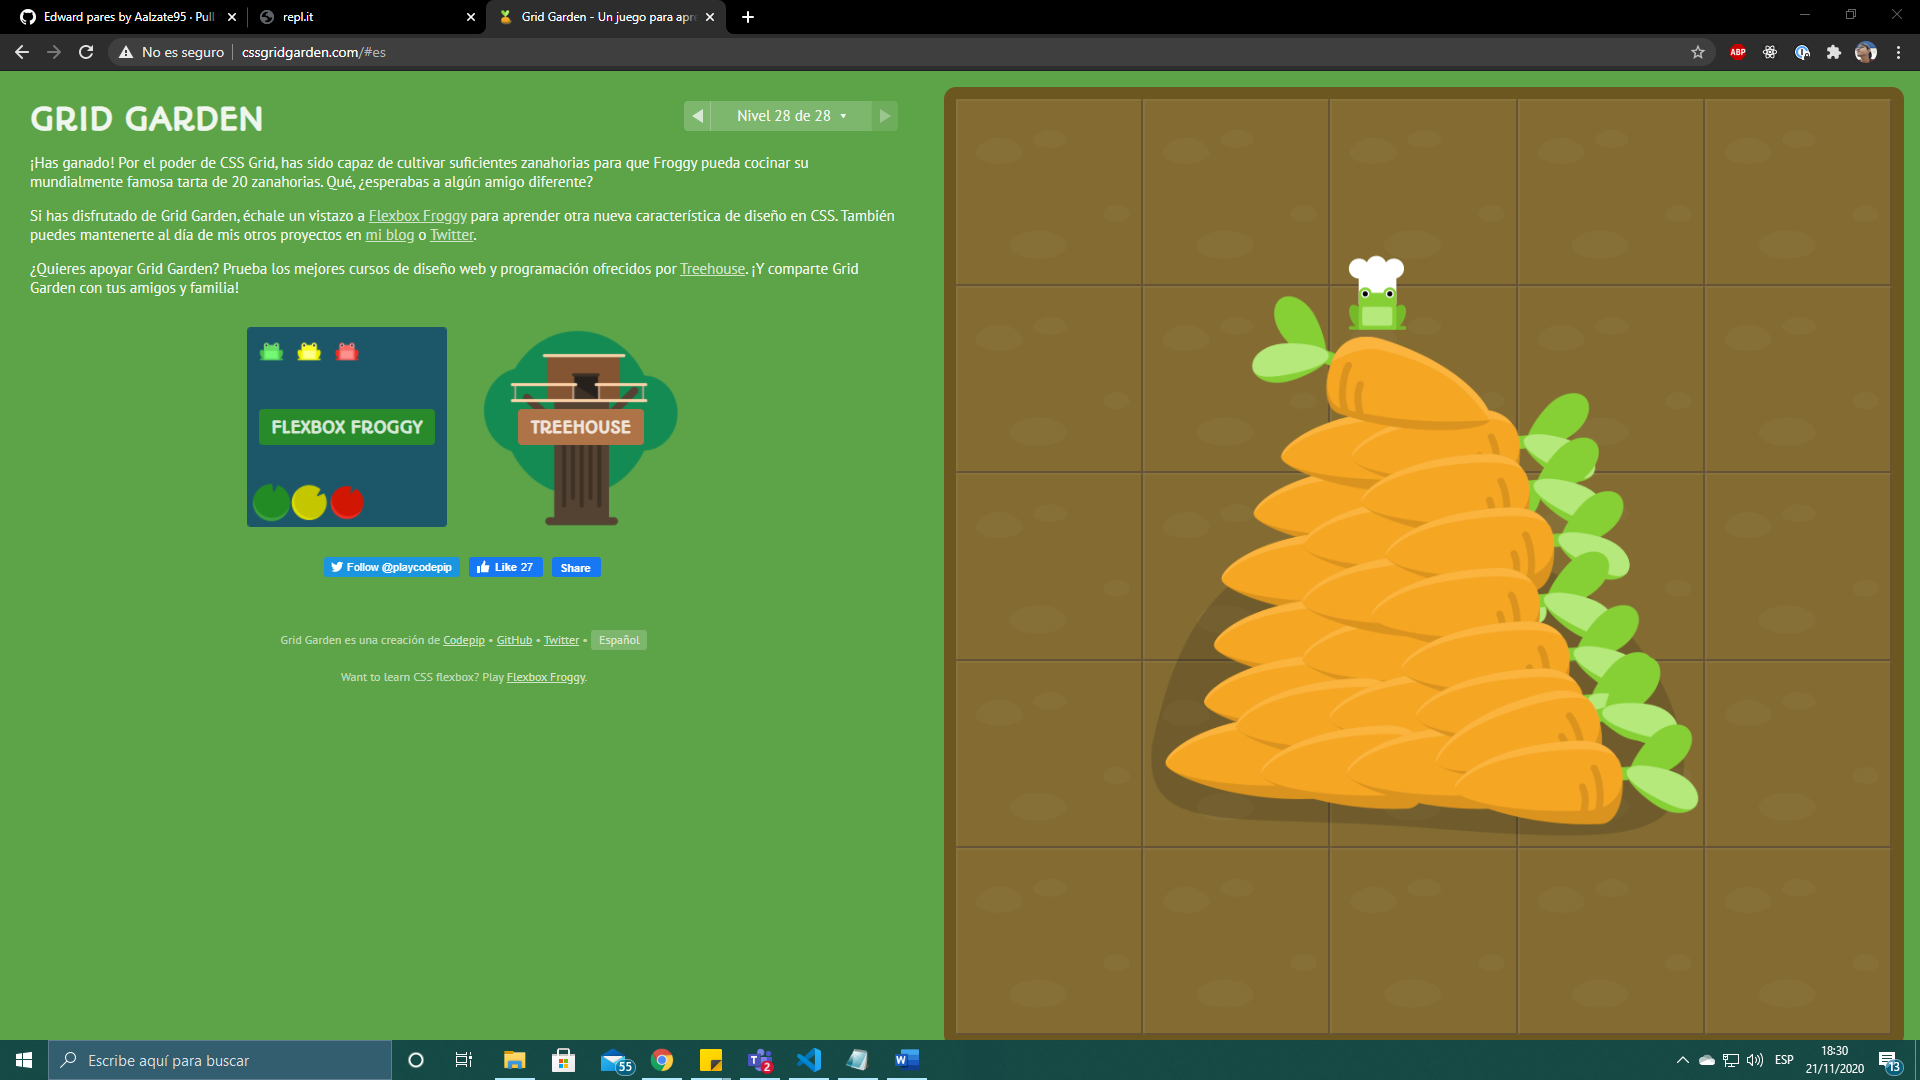 Edward pares by Aalzate95 · Pull
repl.it
Grid Garden - Un juego para apre
No es seguro
cssgridgarden.com/#es
ABP
GRID GARDEN
Nivel 28 de 28
¡Has ganado! Por el poder de CSS Grid, has sido capaz de cultivar suficientes zanahorias para que Froggy pueda cocinar su
mundialmente famosa tarta de 20 zanahorias. Qué, ¿esperabas a algún amigo diferente?
Si has disfrutado de Grid Garden, échale un vistazo a Flexbox Froggy para aprender otra nueva característica de diseño en CSS. También
puedes mantenerte al día de mis otros proyectos en mi blog o Twitter.
¿Quieres apoyar Grid Garden? Prueba los mejores cursos de diseño web y programación ofrecidos por Treehouse. ¡Y comparte Grid
Garden con tus amigos y familia!
FLEXBOX FROGGY
TREEHOUSE
Follow @playcodepip
Like 27
Share
Grid Garden es una creación de Codepip • GitHub • Twitter • Español
Want to learn CSS flexbox? Play Flexbox Froggy.
Escribe aquí para buscar
55
2
ESP
18:30
21/11/2020
13